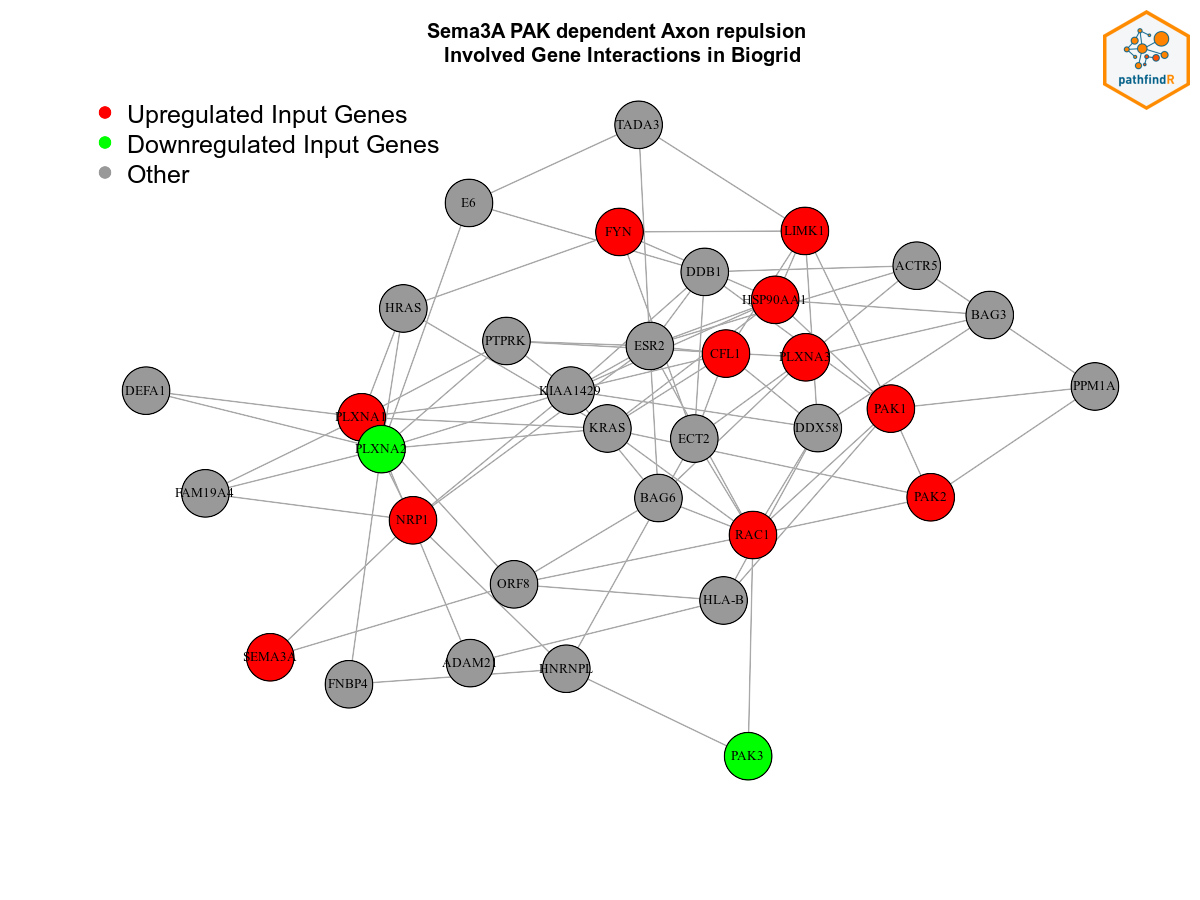 Sema3A PAK dependent Axon repulsion
Involved Gene Interactions in Biogrid
pathfindR
Upregulated Input Genes
Downregulated Input Genes
Other
TADA3
E6
FYN
LIMK1
DDB1
ACTR5
HSP90AA1
HRAS
BAG3
PTPRK
ESR2
CFL1
PLXNA3
DEFA1
KIAA1429
PPM1A
PLXNA1
PAK1
KRAS
DDX58
ECT2
PLXNA2
FAM19A4
BAG6
PAK2
NRP1
RAC1
ORF8
HLA-B
SEMA3A
ADAM21
HNRNPL
FNBP4
PAK3